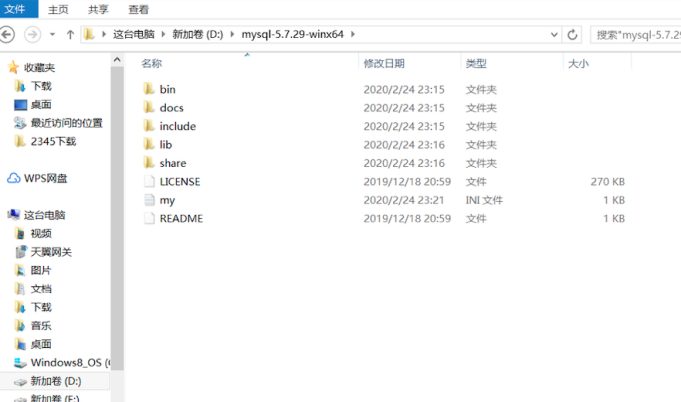 文件 主页 共享 查看
这台电脑 新加卷 (D:) mysql-5.7.29-winx64 搜索"mysql-5.7.29
名称 修改日期 类型 大小
收藏夹
下载
桌面
最近访问的位置
2345下载
WPS网盘
这台电脑
视频
天翼网关
图片
文档
下载
音乐
桌面
Windows8_OS (
新加卷 (D:)
新加卷 (E:)
bin 2020/2/24 23:15 文件夹
docs 2020/2/24 23:15 文件夹
include 2020/2/24 23:15 文件夹
lib 2020/2/24 23:16 文件夹
share 2020/2/24 23:16 文件夹
LICENSE 2019/12/18 20:59 文件 270 KB
my 2020/2/24 23:21 INI 文件 1 KB
README 2019/12/18 20:59 文件 1 KB